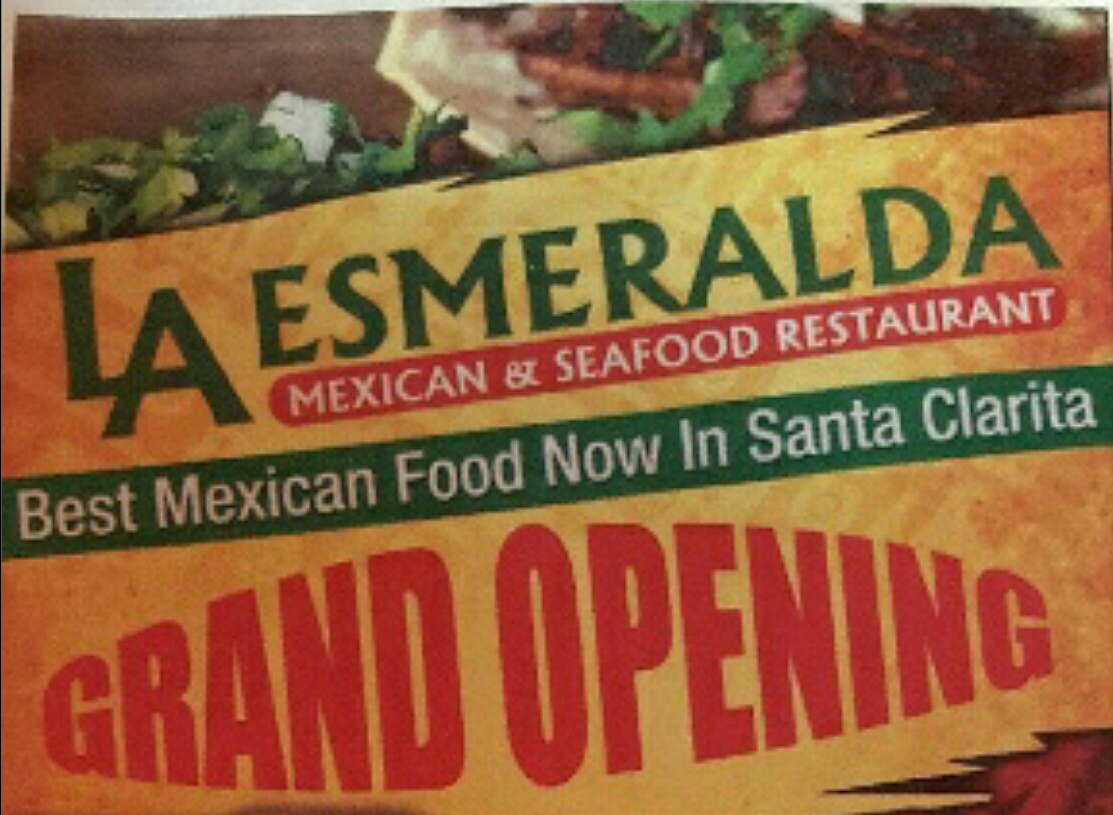 LA ESMERALDA
MEXICAN & SEAFOOD RESTAURANT
Best Mexican Food Now In Santa Clarita
GRAND OPENING